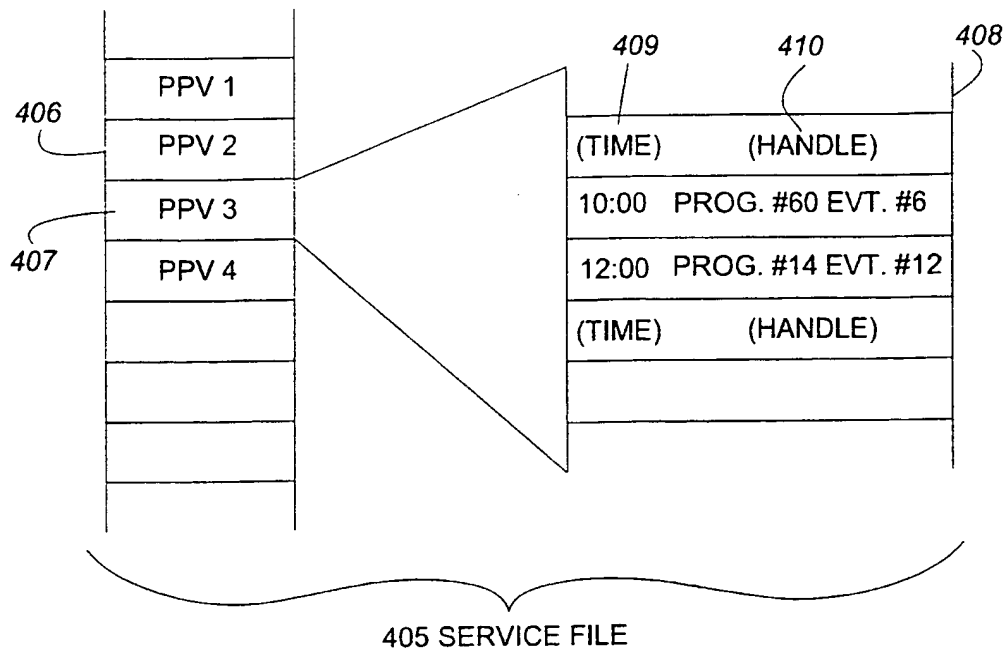 409
410
408
PPV 1
406
PPV 2
(TIME) (HANDLE)
PPV 3
10:00 PROG. #60 EVT. #6
407
PPV 4
12:00 PROG. #14 EVT. #12
(TIME) (HANDLE)
405 SERVICE FILE